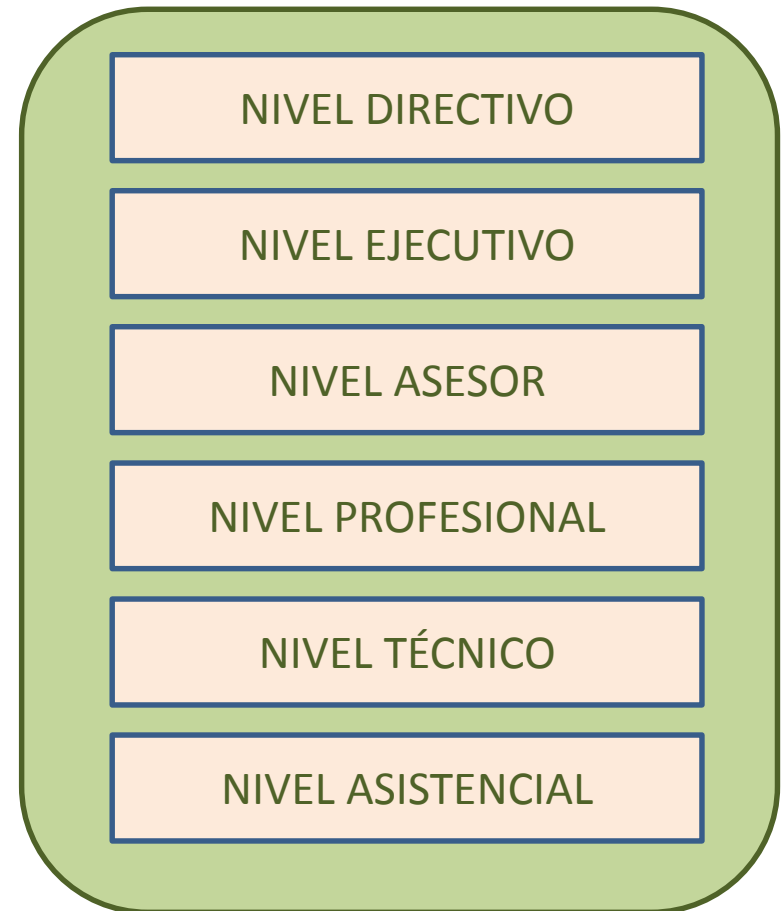 NIVEL DIRECTIVO
NIVEL EJECUTIVO
NIVEL ASESOR
NIVEL PROFESIONAL
NIVEL TÉCNICO
NIVEL ASISTENCIAL